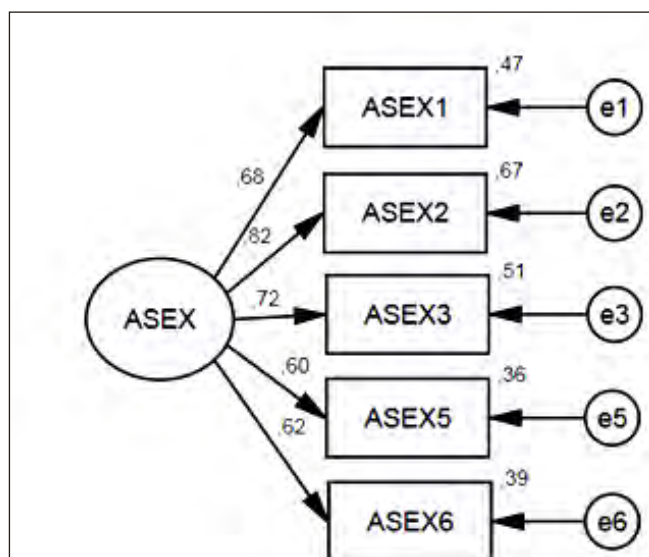 ,47
ASEX1
e1
,68
,67
ASEX2
e2
,82
,51
ASEX
,72
ASEX3
e3
,60
,36
ASEX5
e5
,62
,39
ASEX6
e6